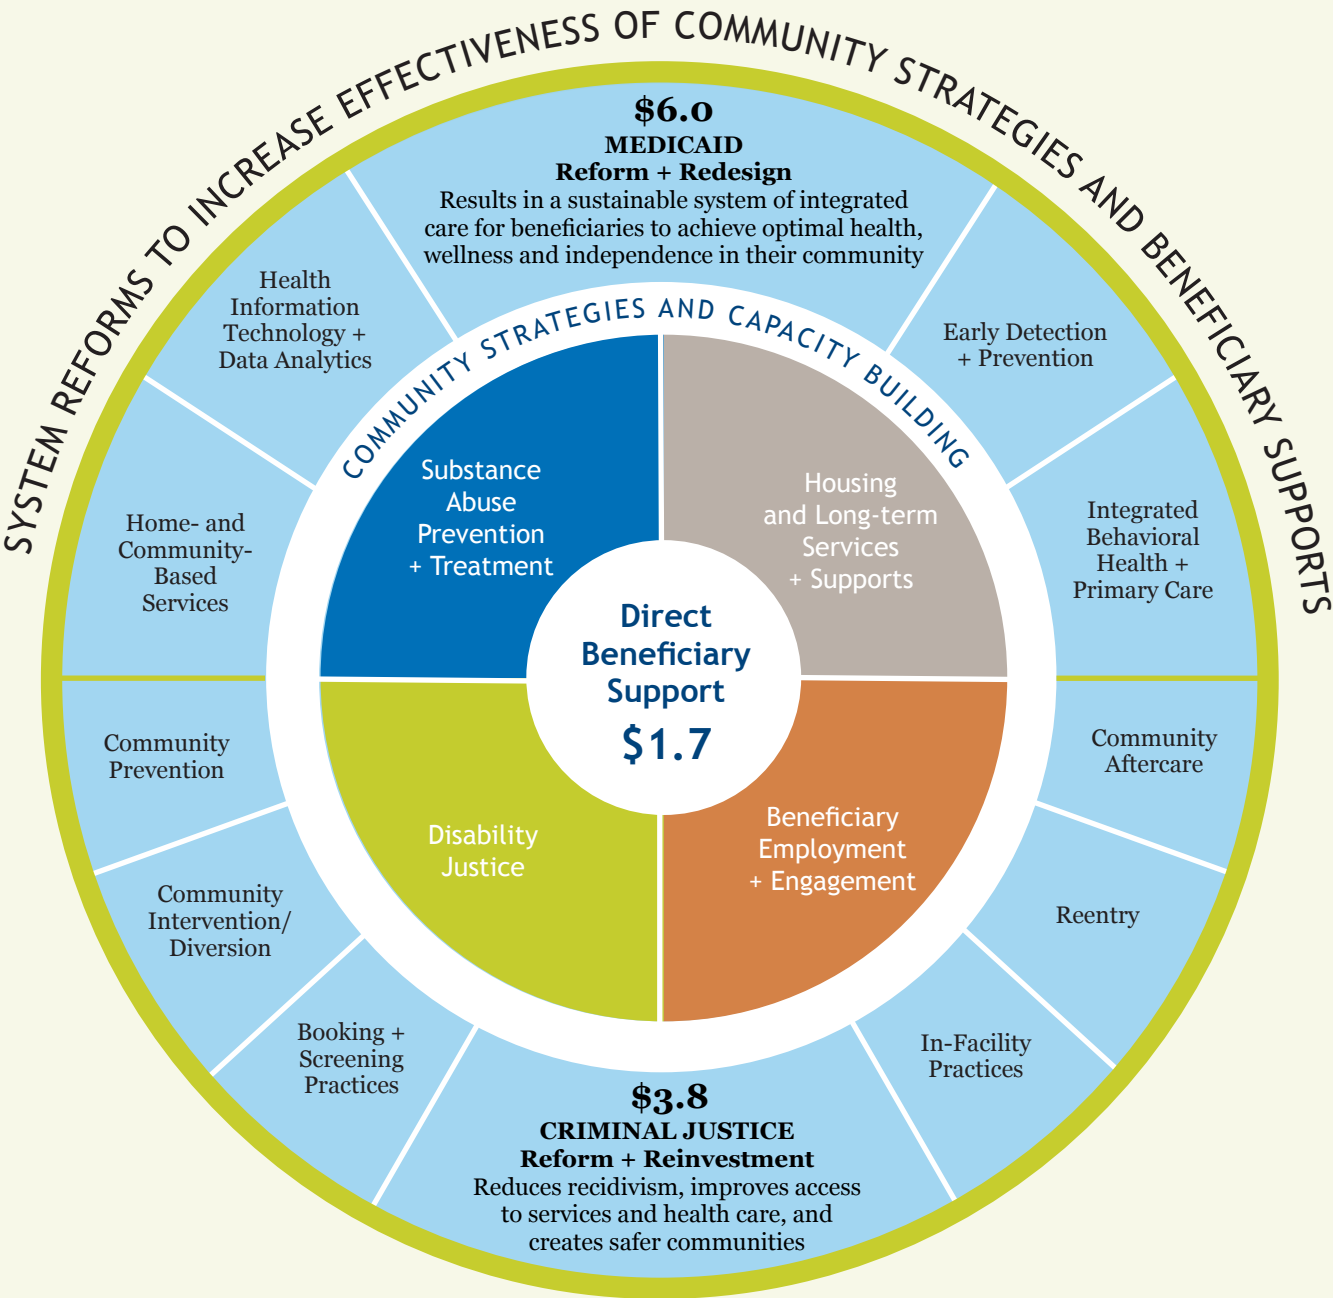 SYSTEM REFORMS TO INCREASE EFFECTIVENESS OF COMMUNITY STRATEGIES AND BENEFICIARY SUPPORTS
$6.0
MEDICAID
Reform + Redesign
Results in a sustainable system of integrated
care for beneficiaries to achieve optimal health,
wellness and independence in their community
Health
Information
Technology +
Data Analytics
Early Detection
+ Prevention
Home- and
Community-
Based
Services
Integrated
Behavioral
Health +
Primary Care
COMMUNITY STRATEGIES AND CAPACITY BUILDING
Substance
Abuse
Prevention
+ Treatment
Housing
and Long-term
Services
+ Supports
Direct
Beneficiary
Support
$1.7
Disability
Justice
Beneficiary
Employment
+ Engagement
Community
Prevention
Community
Aftercare
Community
Intervention/
Diversion
Reentry
Booking +
Screening
Practices
In-Facility
Practices
$3.8
CRIMINAL JUSTICE
Reform + Reinvestment
Reduces recidivism, improves access
to services and health care, and
creates safer communities